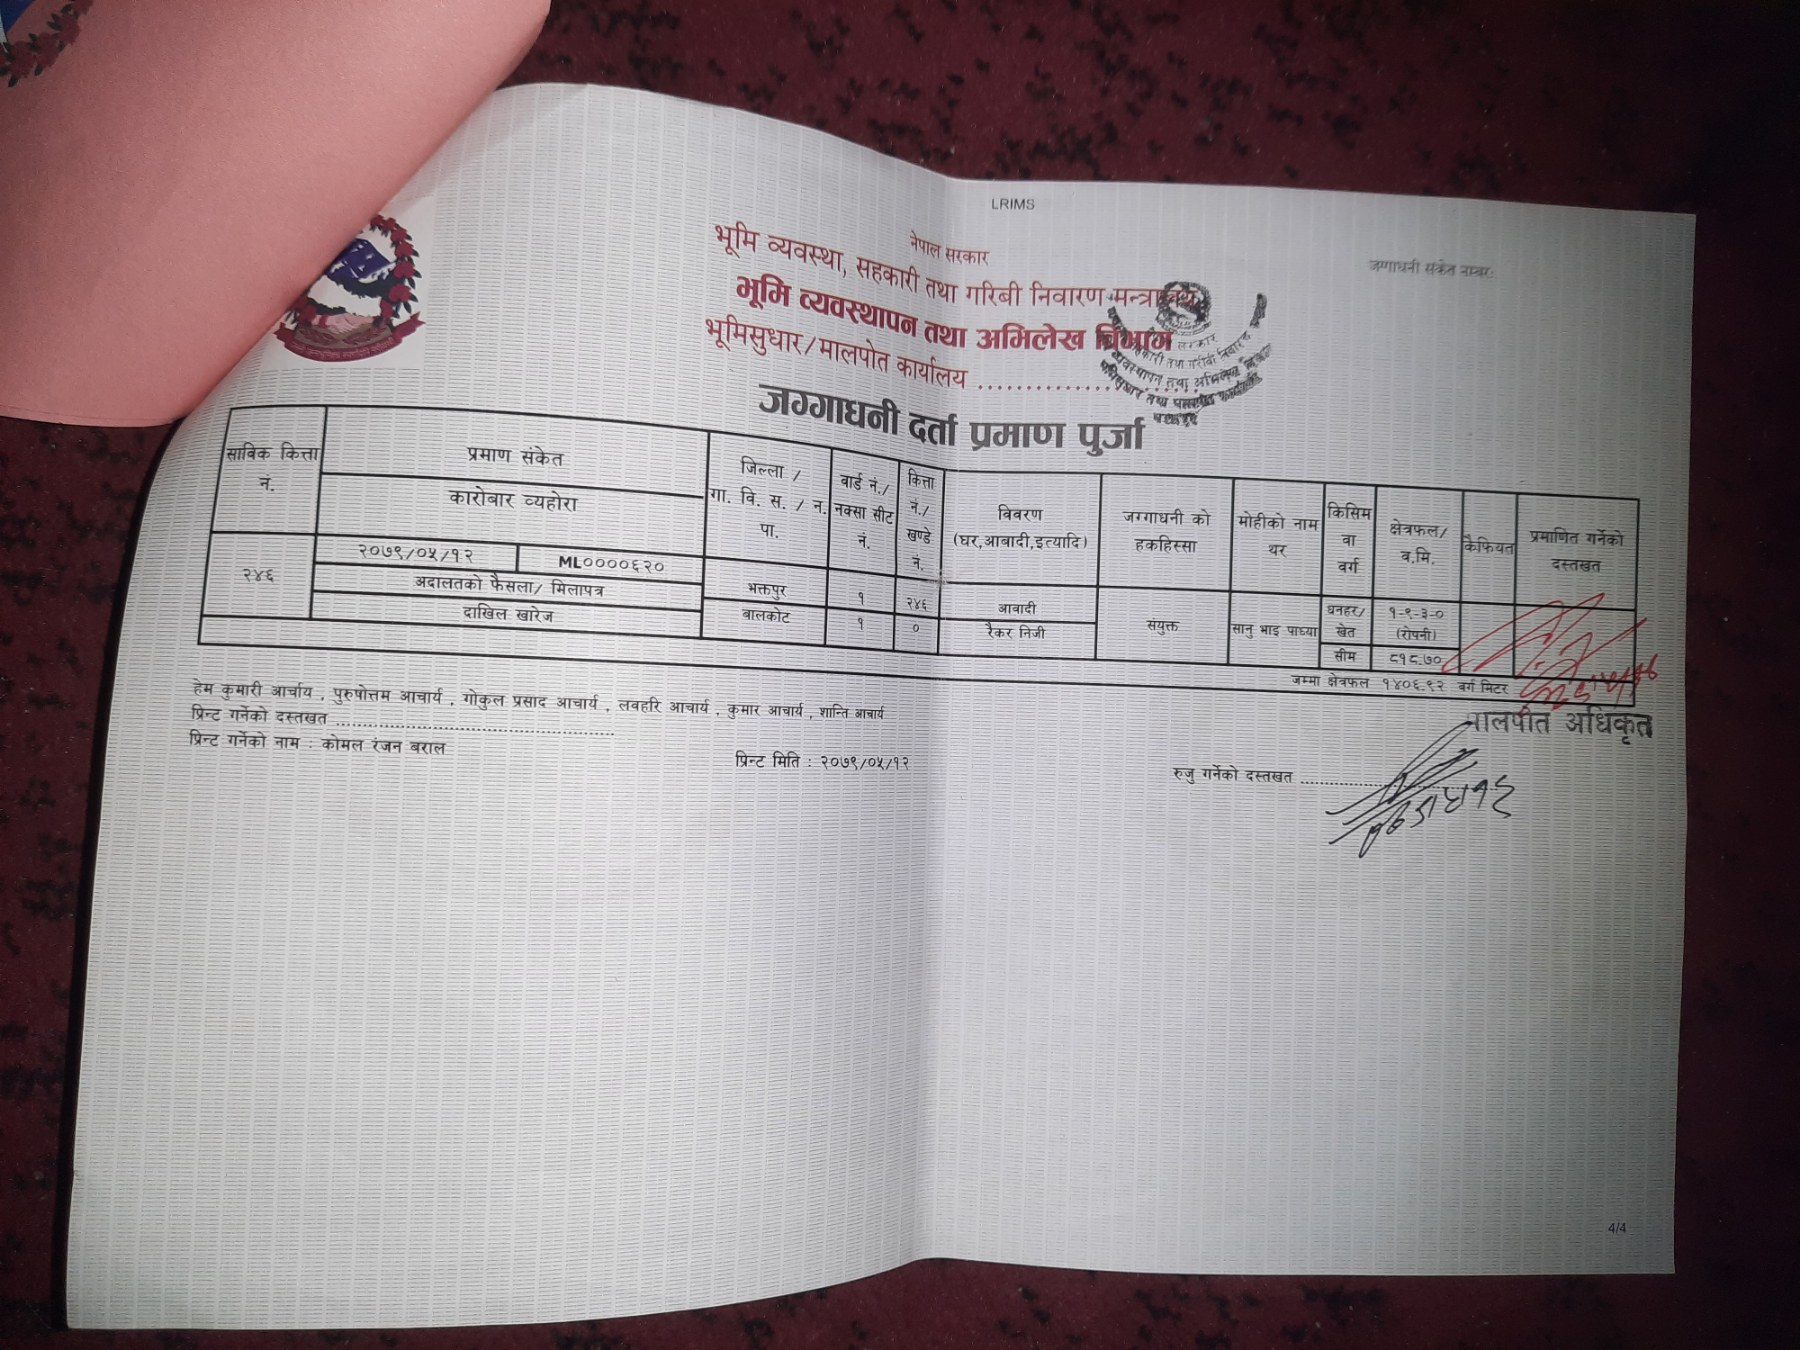 LRIMS
नेपाल सरकार
जग्गाधनी संकेत नम्बर:
भूमि व्यवस्था, सहकारी तथा गरिबी निवारण मन्त्रालय
भूमि व्यवस्थापन तथा अभिलेख विभाग
भूमिसुधार/मालपोत कार्यालय ..............................
जग्गाधनी दर्ता प्रमाण पुर्जा
साविक कित्ता नं.
प्रमाण संकेत
कारोबार व्यहोरा
जिल्ला / गा. वि. स. / न. पा.
वार्ड नं./ नक्सा सीट नं.
कित्ता नं./ खण्डे नं.
विवरण (घर,आबादी,इत्यादि)
जग्गाधनी को हकहिस्सा
मोहीको नाम थर
किसिम वा वर्ग
क्षेत्रफल/ व.मि.
कैफियत
प्रमाणित गर्नेको दस्तखत
२४६
२०७९/०५/१२ ML००००६२०
अदालतको फैसला/ मिलापत्र
दाखिल खारेज
भक्तपुर
बालकोट
१
१
२४६
०
आबादी
रैकर निजी
संयुक्त
सानु भाइ पाध्या
धनहर/ खेत
सीम
१-९-३-०
(रोपनी)
८१८.७०
जम्मा क्षेत्रफल १४०६.९२ वर्ग मिटर
हेम कुमारी आर्चाय , पुरुषोत्तम आचार्य , गोकुल प्रसाद आचार्य , लवहरि आचार्य , कुमार आचार्य , शान्ति आचार्य
मालपोत अधिकृत
प्रिन्ट गर्नेको दस्तखत ..............................
प्रिन्ट गर्नेको नाम : कोमल रंजन बराल
प्रिन्ट मिति : २०७९/०५/१२
रुजु गर्नेको दस्तखत ..............
4/4